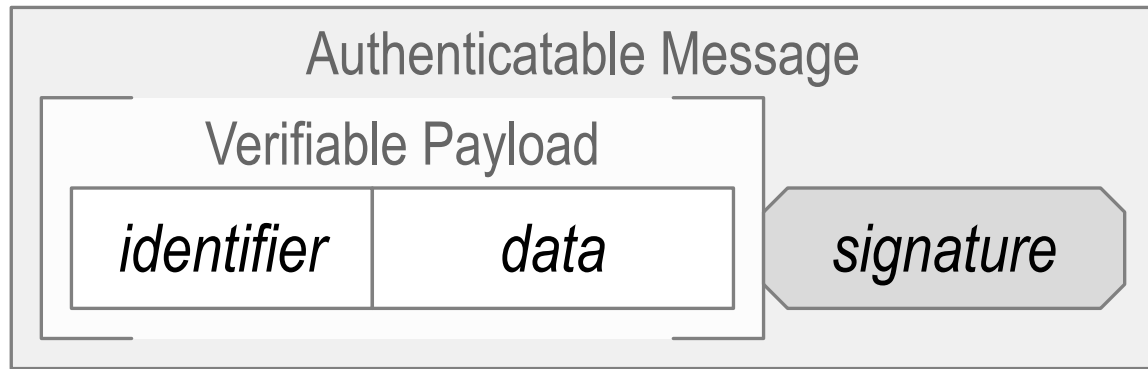 Authenticatable Message
Verifiable Payload
identifier data signature